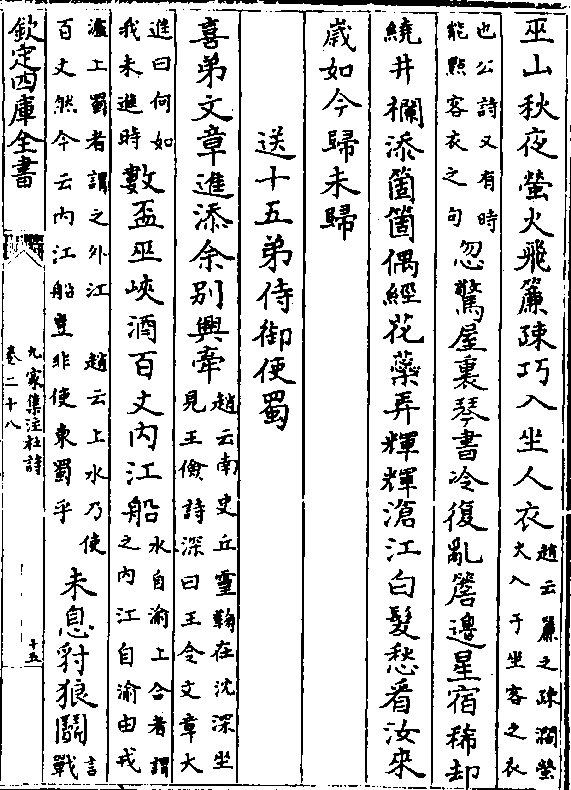 巫山秋夜螢火飛簾疎巧入坐人衣趙云簾之疎濶螢火入于坐客之衣
也公詩又有時能㸃客衣之句忽驚屋裏琴書冷復亂簷邊星宿稀却
繞井欄添箇箇偶經花蘂弄輝輝滄江白髪愁看汝來
歳如今歸未歸
送十五弟侍御使蜀
喜弟文章進添余别興牽趙云南史丘靈鞠在沈深坐見王儉詩深曰王令文章大
進曰何如我未進時數盃巫峽酒百丈内江船水自渝上合者謂之内江自渝由戎
瀘上蜀者謂之外江　趙云上水乃使百丈然今云内江船豈非使東蜀乎未息豺狼鬭言戰
欽定四庫全書
九家集注杜詩
卷二十八
十五